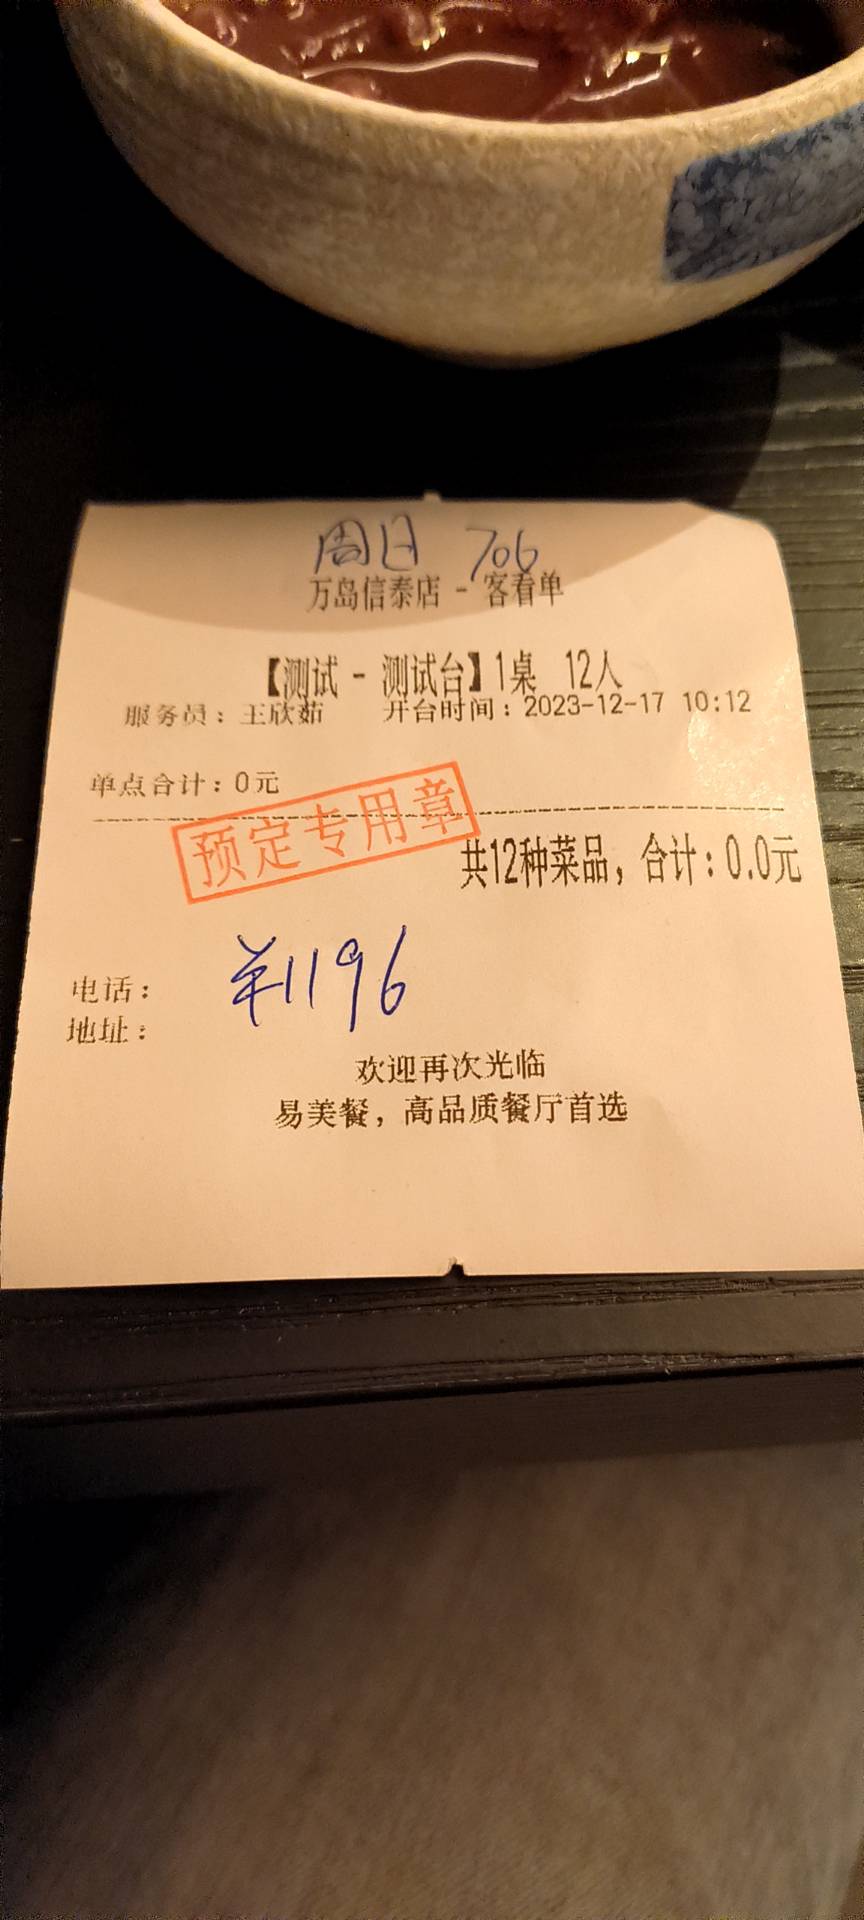 周日 706
万岛信泰店 - 客看单
【测试 - 测试台】1桌 12人
服务员：王欣茹 开台时间：2023-12-17 10:12
单点合计：0元
预定专用章
共12种菜品，合计：0.0元
¥1196
电话：
地址：
欢迎再次光临
易美餐，高品质餐厅首选